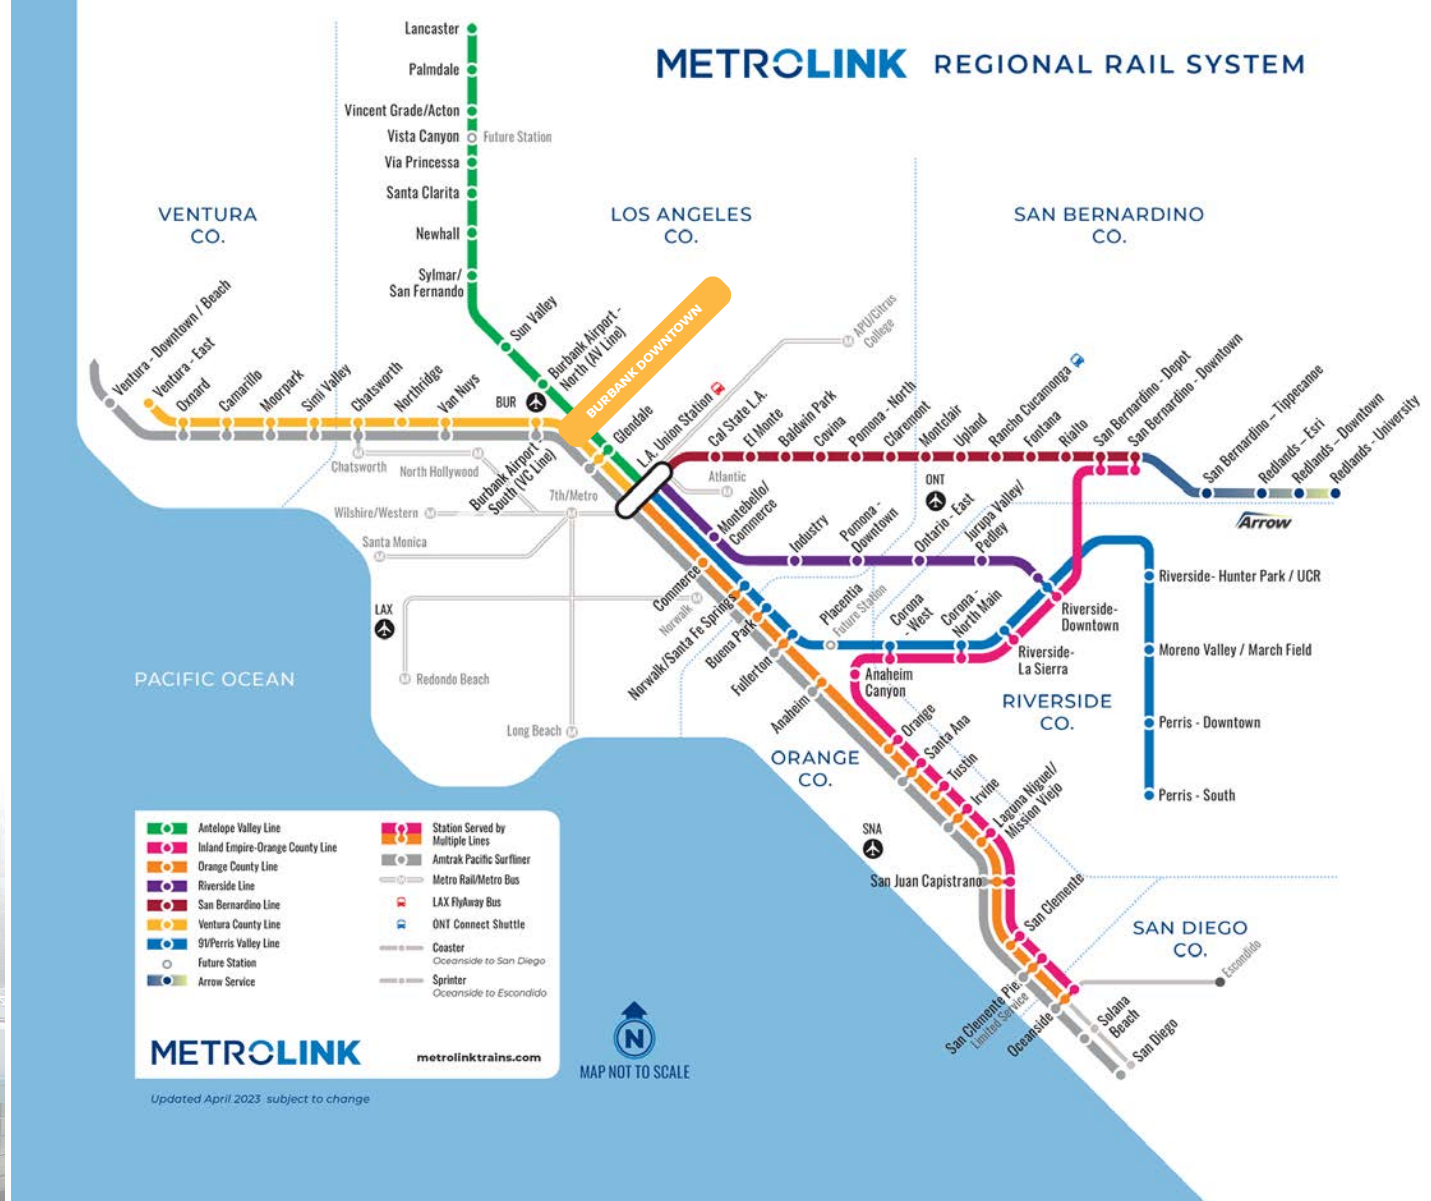 METROLINK REGIONAL RAIL SYSTEM
Lancaster
Palmdale
Vincent Grade/Acton
Vista Canyon
Future Station
Via Princessa
Santa Clarita
Newhall
Sylmar/
San Fernando
VENTURA
CO.
LOS ANGELES
CO.
SAN BERNARDINO
CO.
Sun Valley
Burbank Airport -
North (AV Line)
BURBANK DOWNTOWN
Glendale
L.A. Union Station
APU/Citrus
College
Ventura - Downtown / Beach
Ventura - East
Oxnard
Camarillo
Moorpark
Simi Valley
Chatsworth
Northridge
Van Nuys
BUR
Burbank Airport -
South (VC Line)
Cal State L.A.
El Monte
Baldwin Park
Covina
Pomona - North
Claremont
Montclair
Upland
Rancho Cucamonga
Fontana
Rialto
San Bernardino - Depot
San Bernardino - Downtown
San Bernardino – Tippecanoe
Redlands – Esri
Redlands – Downtown
Redlands - University
Arrow
Chatsworth
North Hollywood
Atlantic
7th/Metro
Wilshire/Western
Santa Monica
ONT
Montebello/
Commerce
Industry
Pomona -
Downtown
Ontario - East
Jurupa Valley/
Pedley
LAX
Commerce
Norwalk
Norwalk/Santa Fe Springs
Buena Park
Fullerton
Anaheim
Placentia
Future Station
Corona
- West
Corona -
North Main
Riverside-
Downtown
Riverside-
La Sierra
Riverside- Hunter Park / UCR
Moreno Valley / March Field
Perris - Downtown
Perris - South
Redondo Beach
Long Beach
PACIFIC OCEAN
Anaheim
Canyon
RIVERSIDE
CO.
ORANGE
CO.
Orange
Santa Ana
Tustin
Irvine
Laguna Niguel/
Mission Viejo
SNA
San Juan Capistrano
San Clemente
SAN DIEGO
CO.
Escondido
San Clemente Pier
Limited Service
Oceanside
Solana
Beach
San Diego
Antelope Valley Line
Inland Empire-Orange County Line
Orange County Line
Riverside Line
San Bernardino Line
Ventura County Line
91/Perris Valley Line
Future Station
Arrow Service
Station Served by
Multiple Lines
Amtrak Pacific Surfliner
Metro Rail/Metro Bus
LAX FlyAway Bus
ONT Connect Shuttle
Coaster
Oceanside to San Diego
Sprinter
Oceanside to Escondido
METROLINK
metrolinktrains.com
N
MAP NOT TO SCALE
Updated April 2023 subject to change